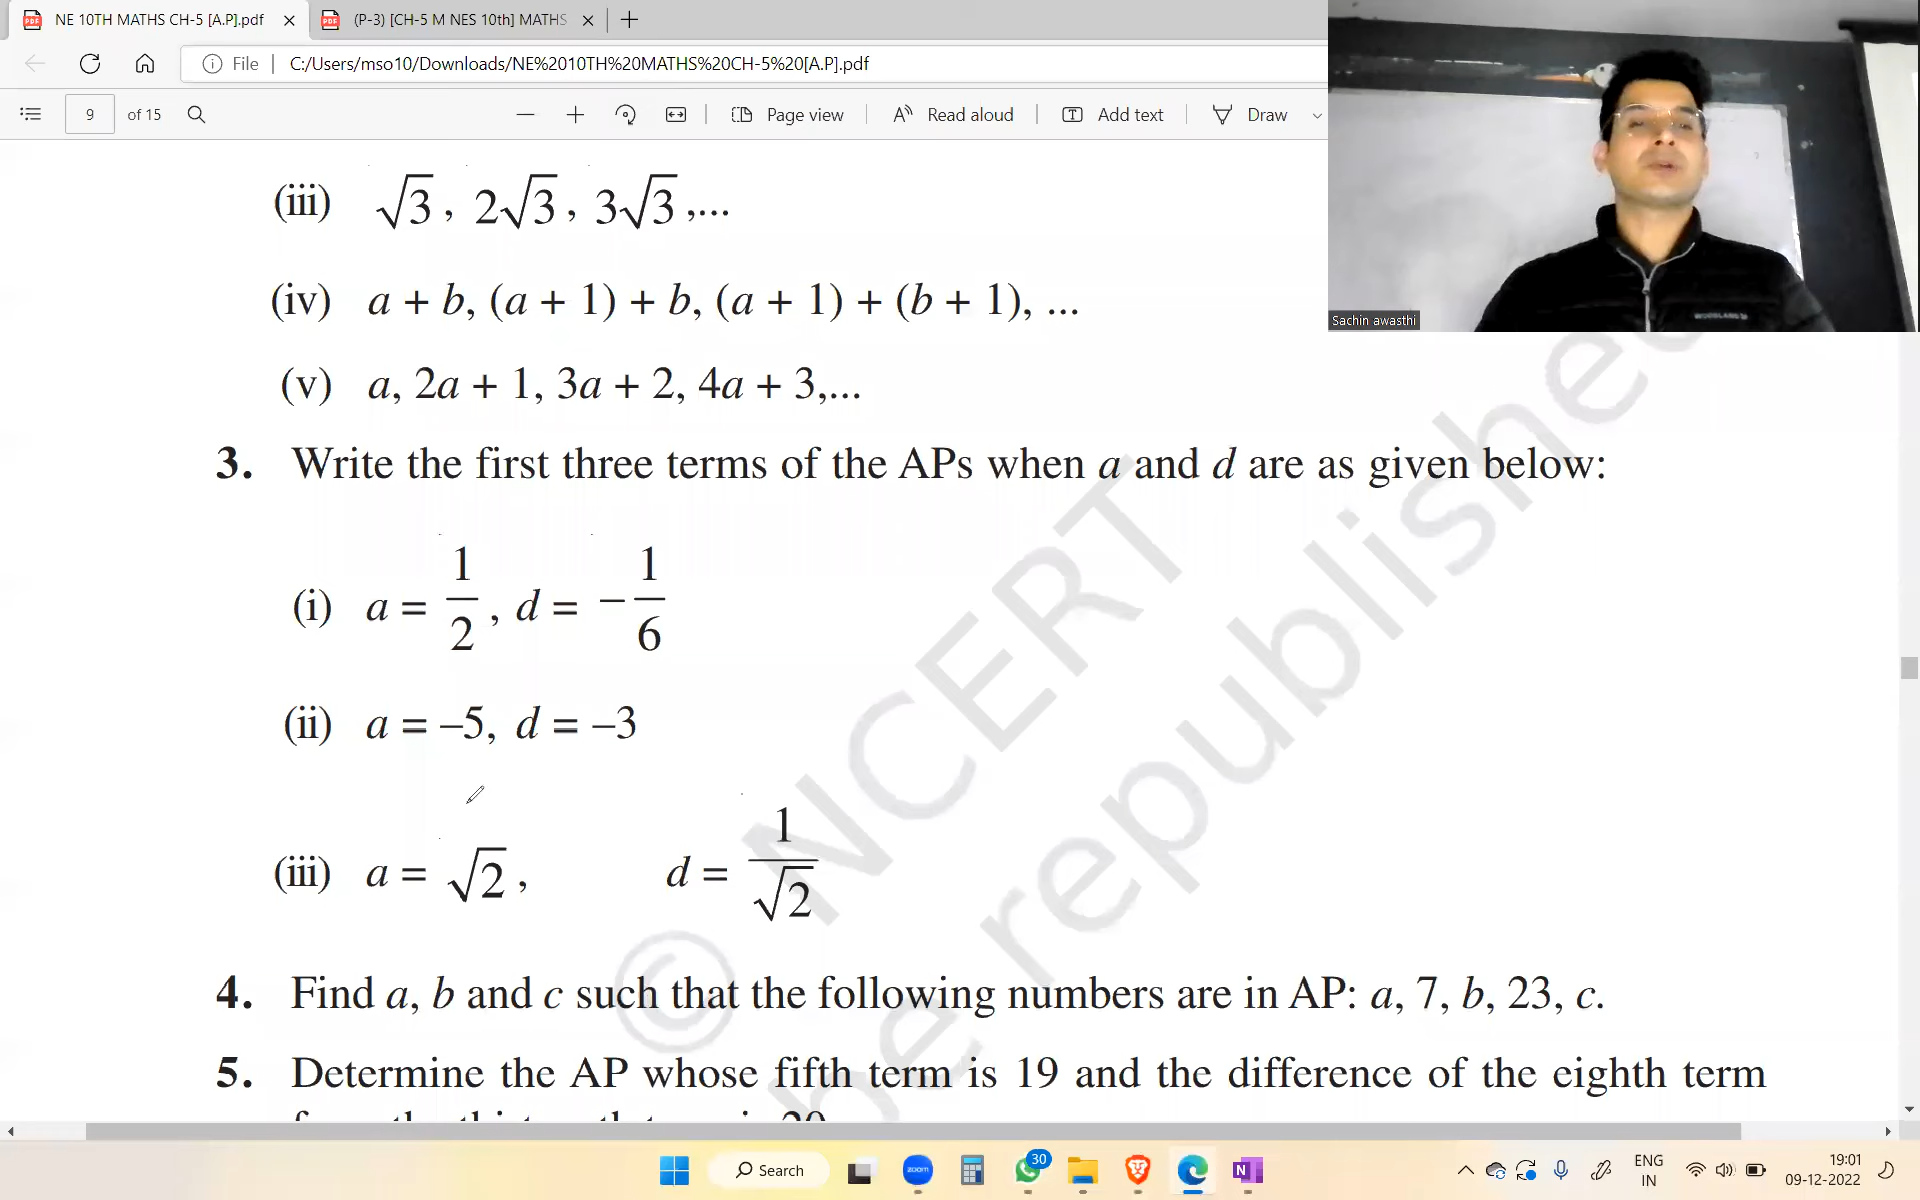 NE 10TH MATHS CH-5 [A.P].pdf
(P-3) [CH-5 M NES 10th] MATHS
File
C:/Users/mso10/Downloads/NE%2010TH%20MATHS%20CH-5%20[A.P].pdf
9 of 15
Page view
Read aloud
Add text
Draw
(iii) √3, 2√3, 3√3,...
(iv) a + b, (a + 1) + b, (a + 1) + (b + 1), ...
(v) a, 2a + 1, 3a + 2, 4a + 3,...
Sachin awasthi
3. Write the first three terms of the APs when a and d are as given below:
(i) a = 1/2, d = -1/6
(ii) a = –5, d = –3
(iii) a = √2, d = 1/√2
4. Find a, b and c such that the following numbers are in AP: a, 7, b, 23, c.
5. Determine the AP whose fifth term is 19 and the difference of the eighth term
© NCERT
be republished
Search
zoom
30
N
ENG
IN
19:01
09-12-2022